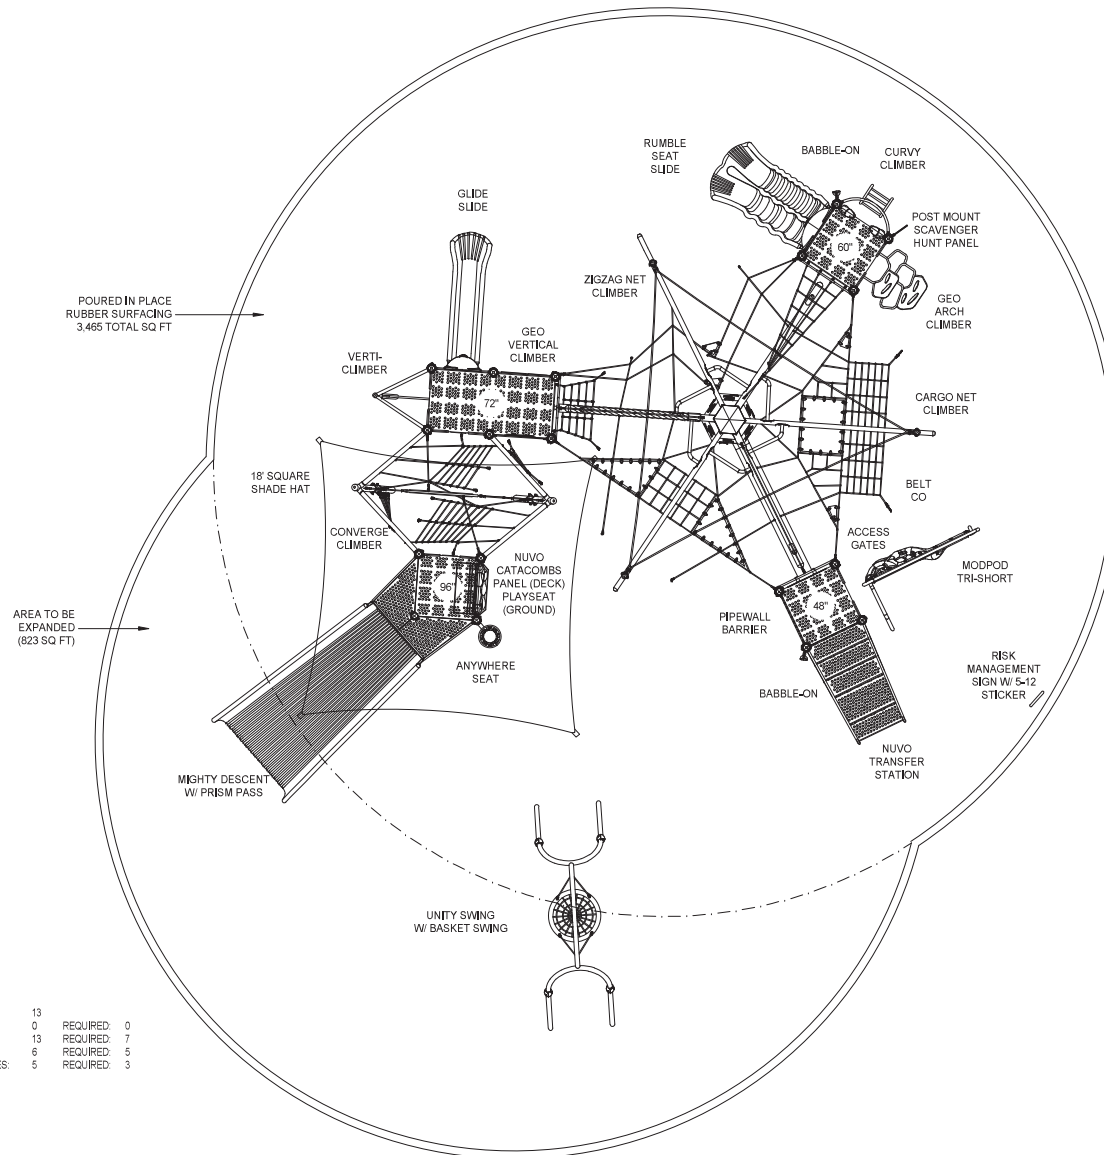 RUMBLE
SEAT
SLIDE
BABBLE-ON
CURVY
CLIMBER
GLIDE
SLIDE
POST MOUNT
SCAVENGER
HUNT PANEL
60"
ZIGZAG NET
CLIMBER
GEO
ARCH
CLIMBER
POURED IN PLACE
RUBBER SURFACING
3,465 TOTAL SQ FT
GEO
VERTICAL
CLIMBER
VERTI-
CLIMBER
72"
CARGO NET
CLIMBER
18' SQUARE
SHADE HAT
BELT
CO
CONVERGE
CLIMBER
NUVO
CATACOMBS
PANEL (DECK)
PLAYSEAT
(GROUND)
ACCESS
GATES
MODPOD
TRI-SHORT
96"
48"
AREA TO BE
EXPANDED
(823 SQ FT)
PIPEWALL
BARRIER
ANYWHERE
SEAT
RISK
MANAGEMENT
SIGN W/ 5-12
STICKER
BABBLE-ON
NUVO
TRANSFER
STATION
MIGHTY DESCENT
W/ PRISM PASS
UNITY SWING
W/ BASKET SWING
13
0 REQUIRED: 0
13 REQUIRED: 7
6 REQUIRED: 5
ES: 5 REQUIRED: 3